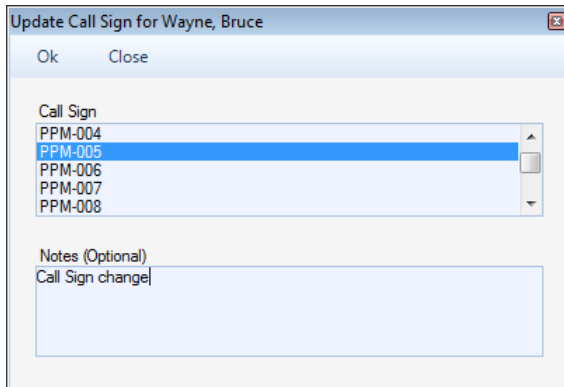 Update Call Sign for Wayne, Bruce
Ok Close
Call Sign
PPM-004
PPM-005
PPM-006
PPM-007
PPM-008
Notes (Optional)
Call Sign change